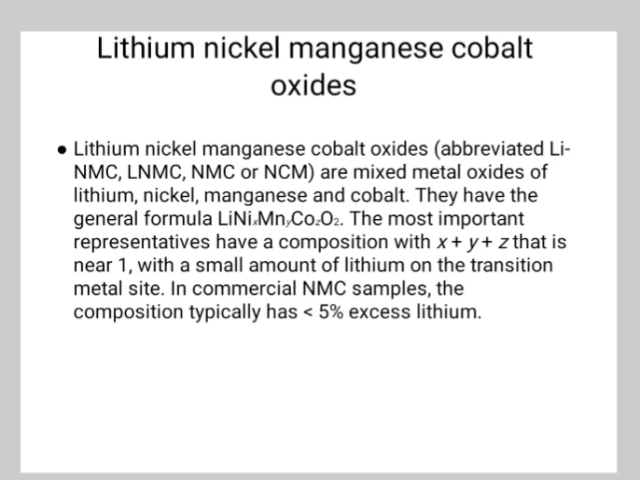 Lithium nickel manganese cobalt
oxides
● Lithium nickel manganese cobalt oxides (abbreviated Li-
NMC, LNMC, NMC or NCM) are mixed metal oxides of
lithium, nickel, manganese and cobalt. They have the
general formula LiNiₓMnᵧCo₂O₂. The most important
representatives have a composition with x + y + z that is
near 1, with a small amount of lithium on the transition
metal site. In commercial NMC samples, the
composition typically has < 5% excess lithium.